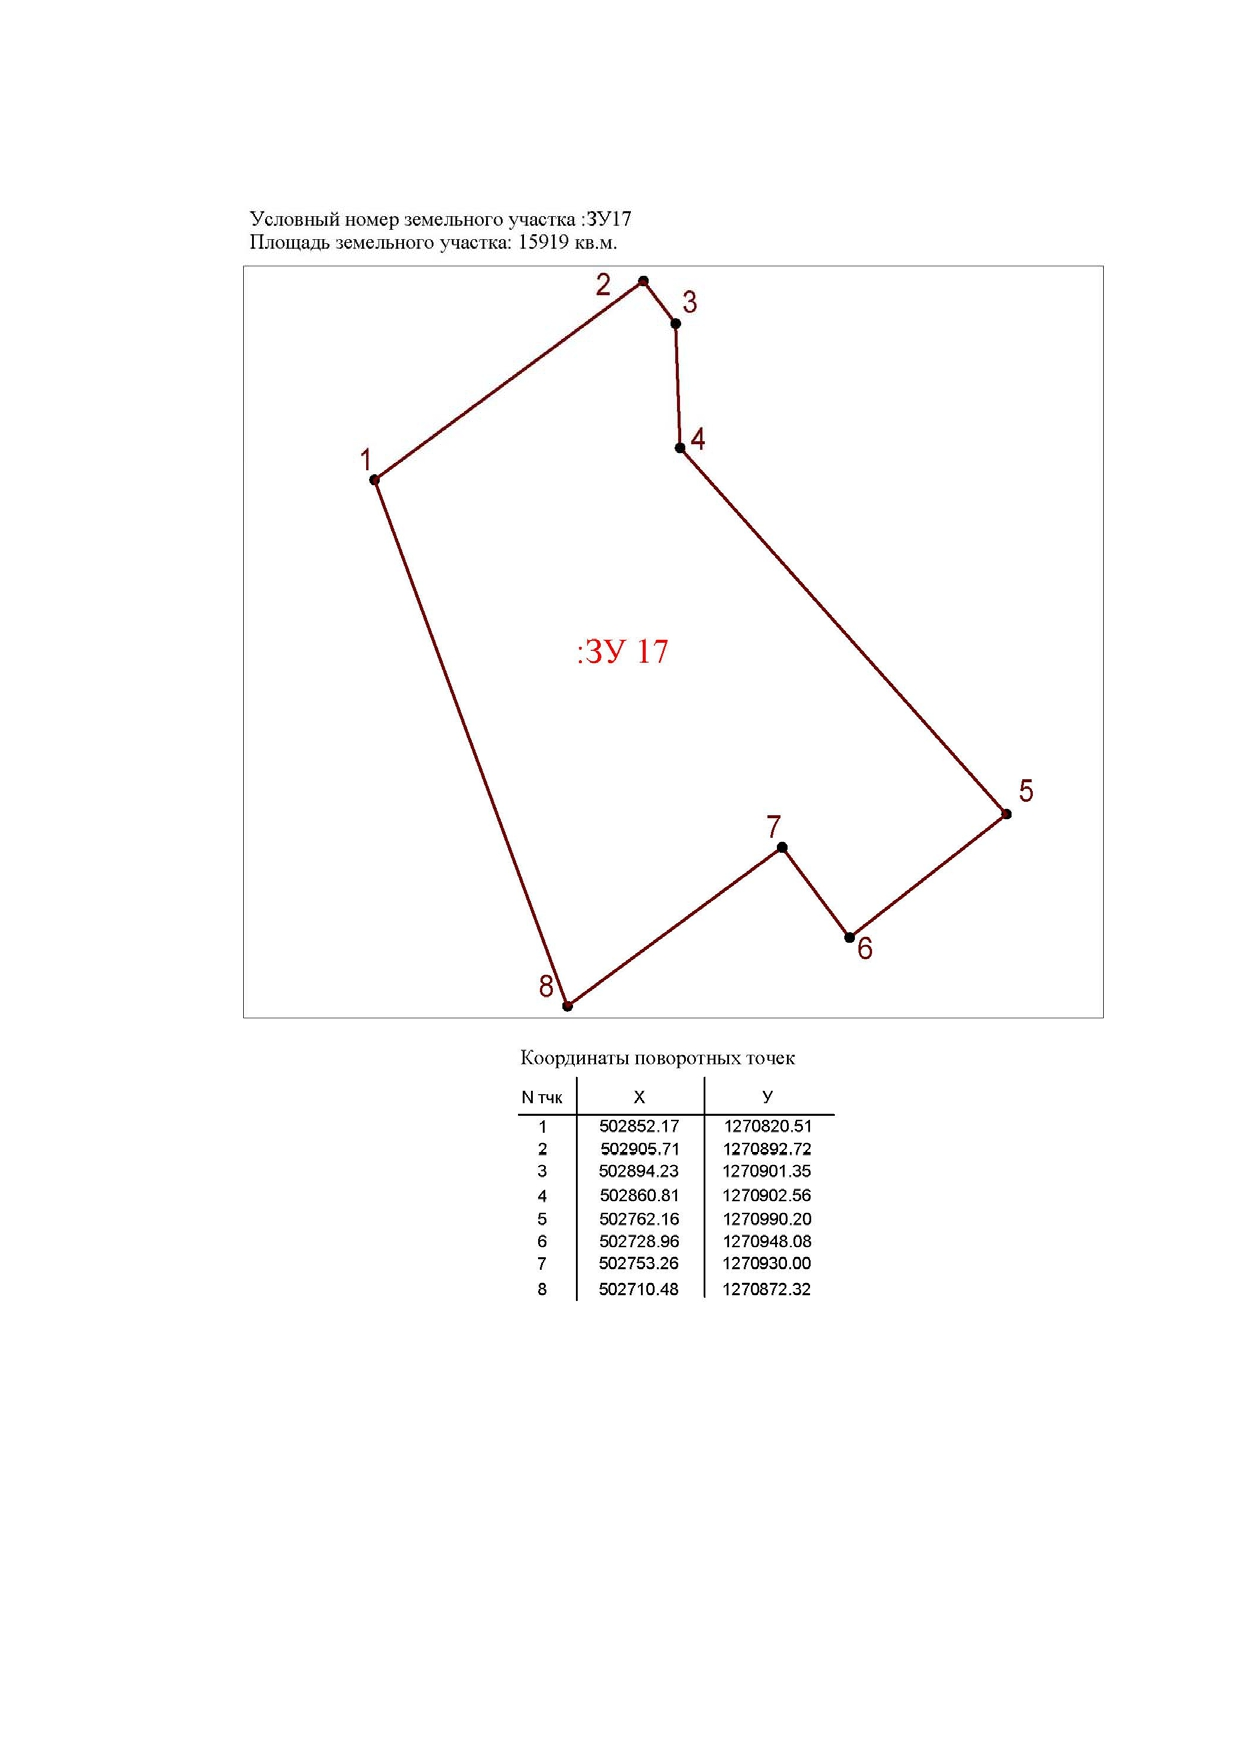 Условный номер земельного участка :ЗУ17
Площадь земельного участка: 15919 кв.м.
2
3
4
1
:ЗУ 17
5
7
6
8
Координаты поворотных точек
N тчк X У
1 502852.17 1270820.51
2 502905.71 1270892.72
3 502894.23 1270901.35
4 502860.81 1270902.56
5 502762.16 1270990.20
6 502728.96 1270948.08
7 502753.26 1270930.00
8 502710.48 1270872.32